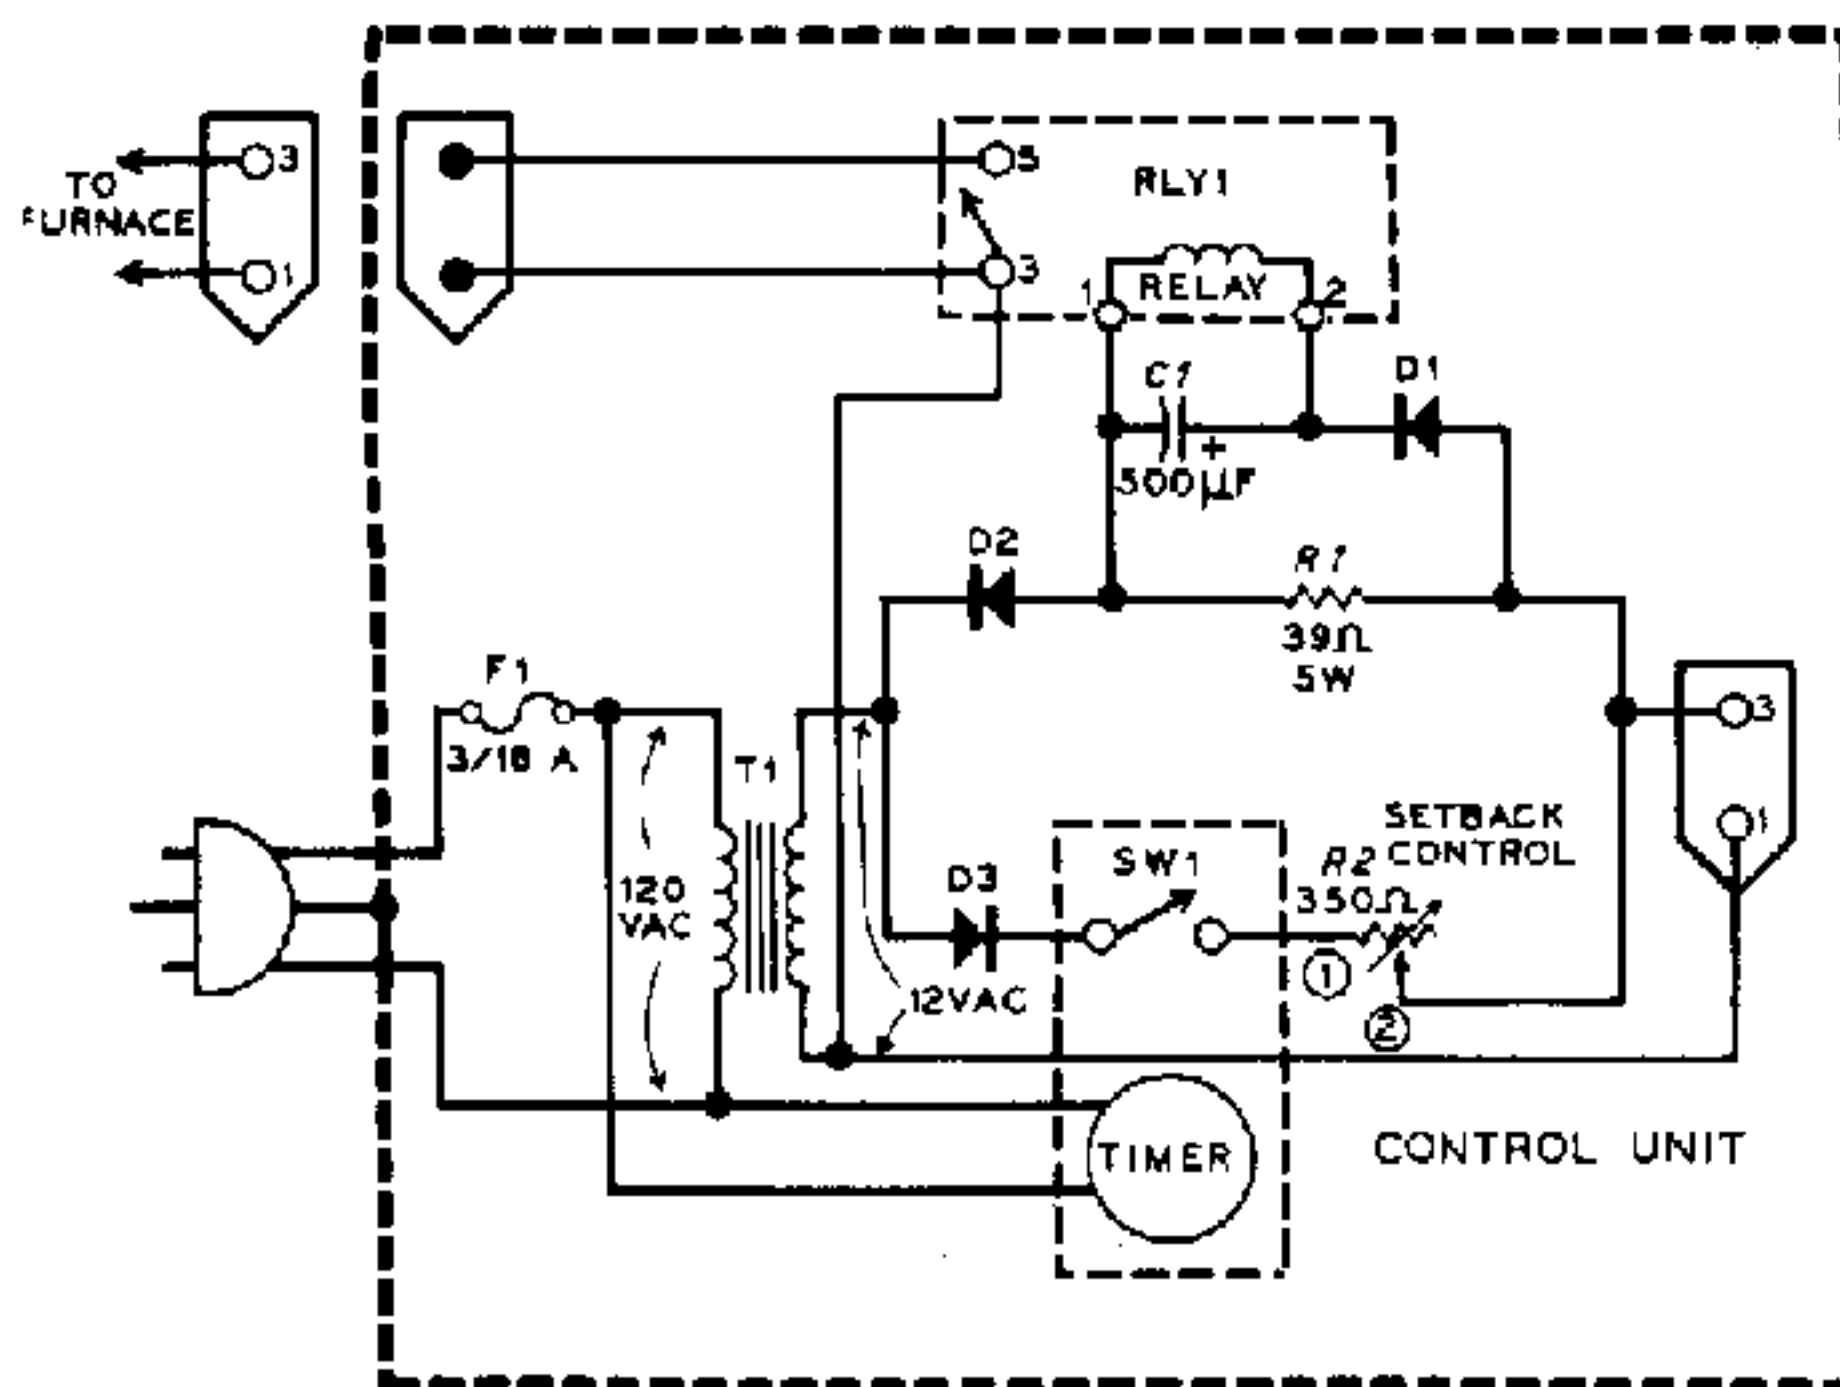 3
TO
FURNACE
1
5
3
RLY1
RELAY
1
2
C1
+
500µF
D1
D2
R1
39Ω
5W
F1
3/16 A
T1
120
VAC
12VAC
D3
SW1
SETBACK
CONTROL
R2
350Ω
1
2
3
1
TIMER
CONTROL UNIT